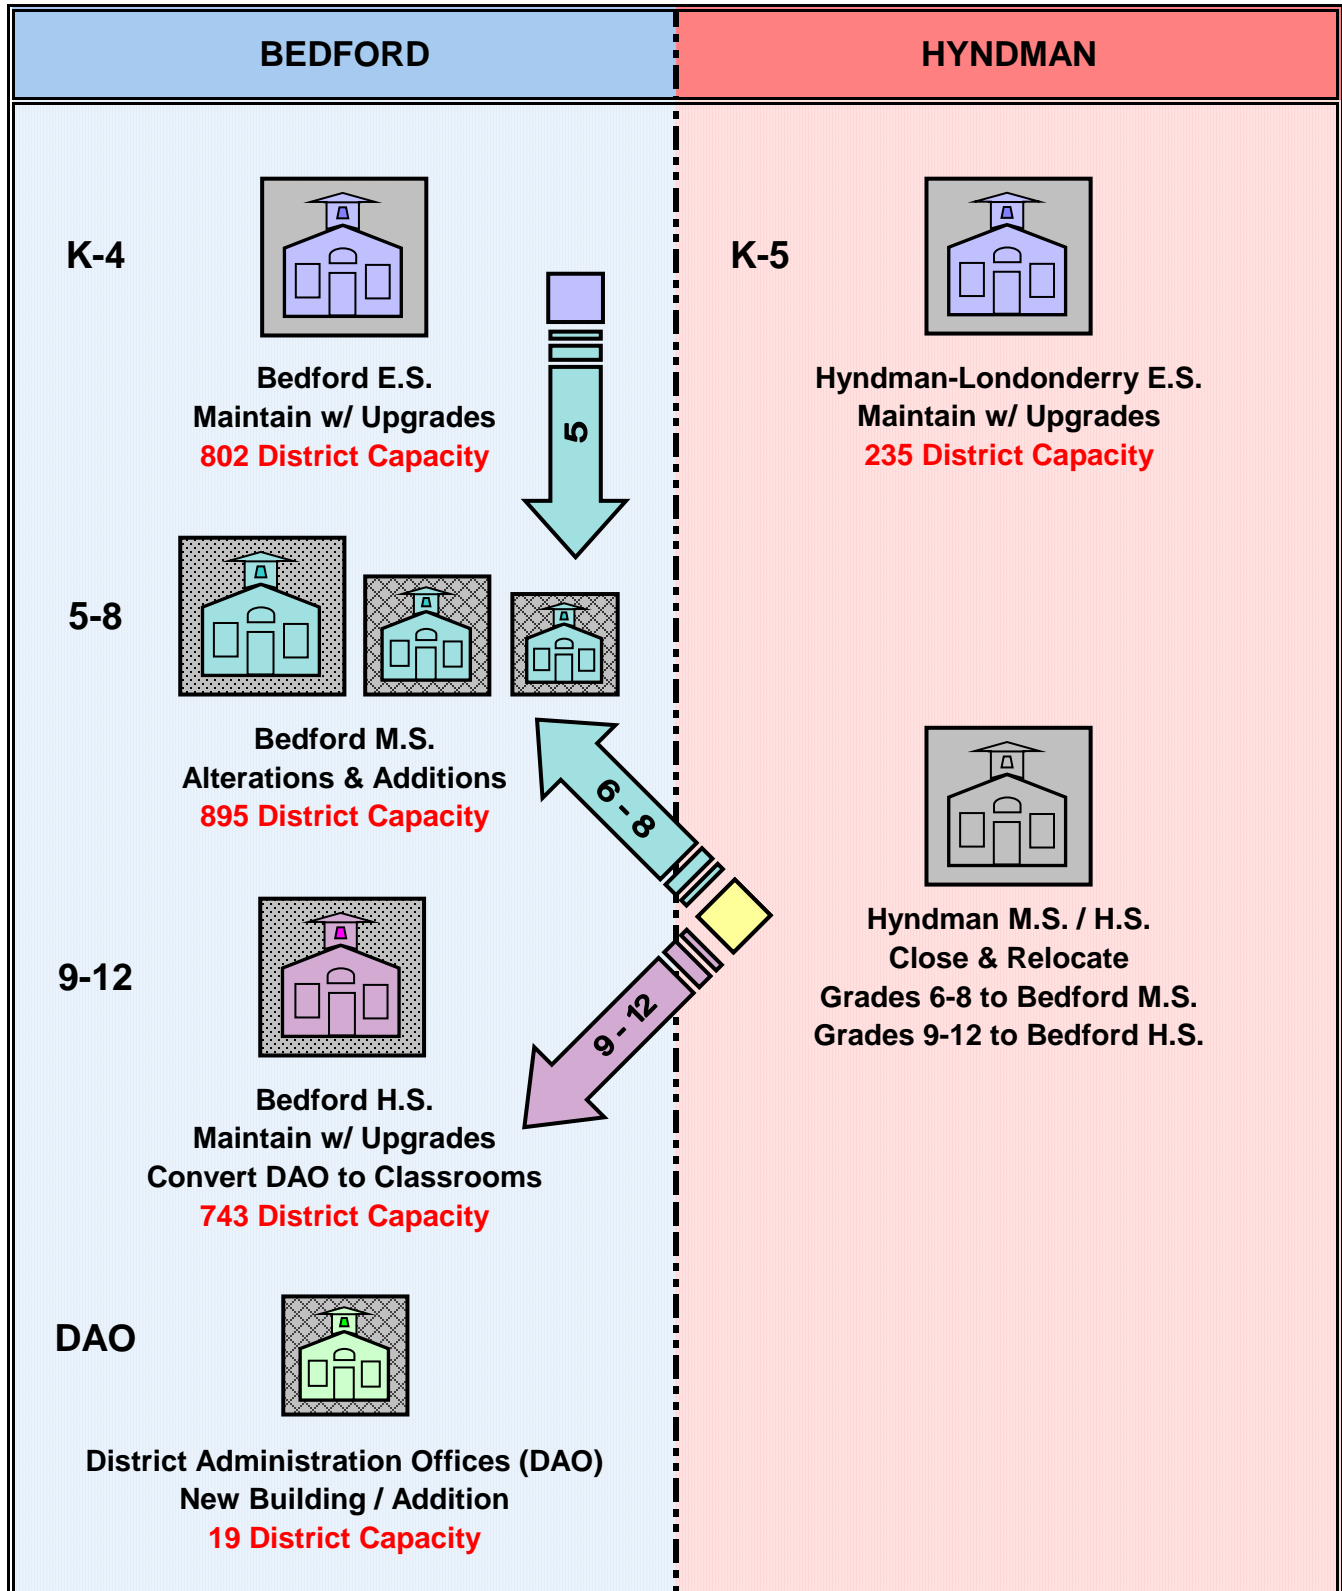 BEDFORD
HYNDMAN
K-4
K-5
Bedford E.S.
Maintain w/ Upgrades
802 District Capacity
5
Hyndman-Londonderry E.S.
Maintain w/ Upgrades
235 District Capacity
5-8
Bedford M.S.
Alterations & Additions
895 District Capacity
6 - 8
Hyndman M.S. / H.S.
Close & Relocate
Grades 6-8 to Bedford M.S.
Grades 9-12 to Bedford H.S.
9-12
9 - 12
Bedford H.S.
Maintain w/ Upgrades
Convert DAO to Classrooms
743 District Capacity
DAO
District Administration Offices (DAO)
New Building / Addition
19 District Capacity